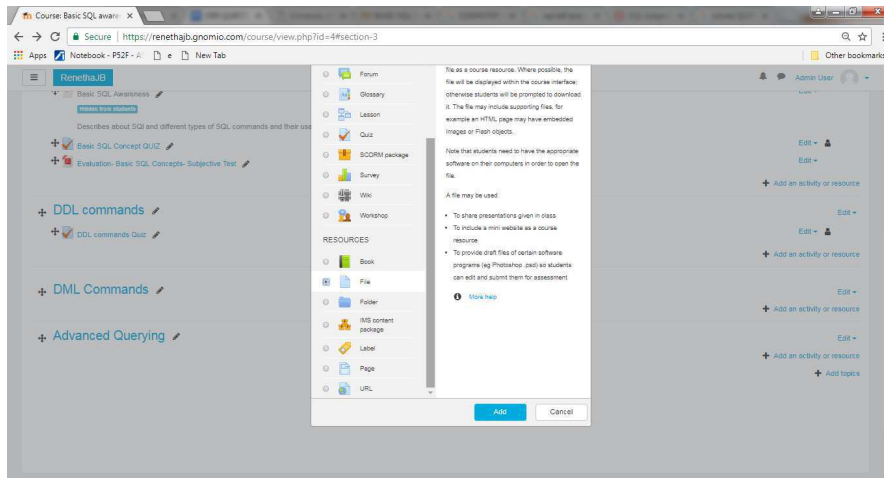 Course: Basic SQL aware
Secure | https://renethajb.gnomio.com/course/view.php?id=4#section-3
Apps Notebook - P52F - A e New Tab Other bookmarks
RenethaJB
Admin User
Basic SQL Awareness
Hidden from students
Describes about SQl and different types of SQL commands and their use
Basic SQL Concept QUIZ
Edit
Evaluation- Basic SQL Concepts- Subjective Test
Edit
Add an activity or resource
DDL commands
Edit
DDL commands Quiz
Edit
Add an activity or resource
DML Commands
Edit
Add an activity or resource
Advanced Querying
Edit
Add an activity or resource
Add topics
Forum
Glossary
Lesson
Quiz
SCORM package
Survey
Wiki
Workshop
RESOURCES
Book
File
Folder
IMS content
package
Label
Page
URL
file as a course resource. Where possible, the
file will be displayed within the course interface;
otherwise students will be prompted to download
it. The file may include supporting files, for
example an HTML page may have embedded
images or Flash objects.
Note that students need to have the appropriate
software on their computers in order to open the
file.
A file may be used
• To share presentations given in class
• To include a mini website as a course
resource
• To provide draft files of certain software
programs (eg Photoshop .psd) so students
can edit and submit them for assessment
More help
Add
Cancel